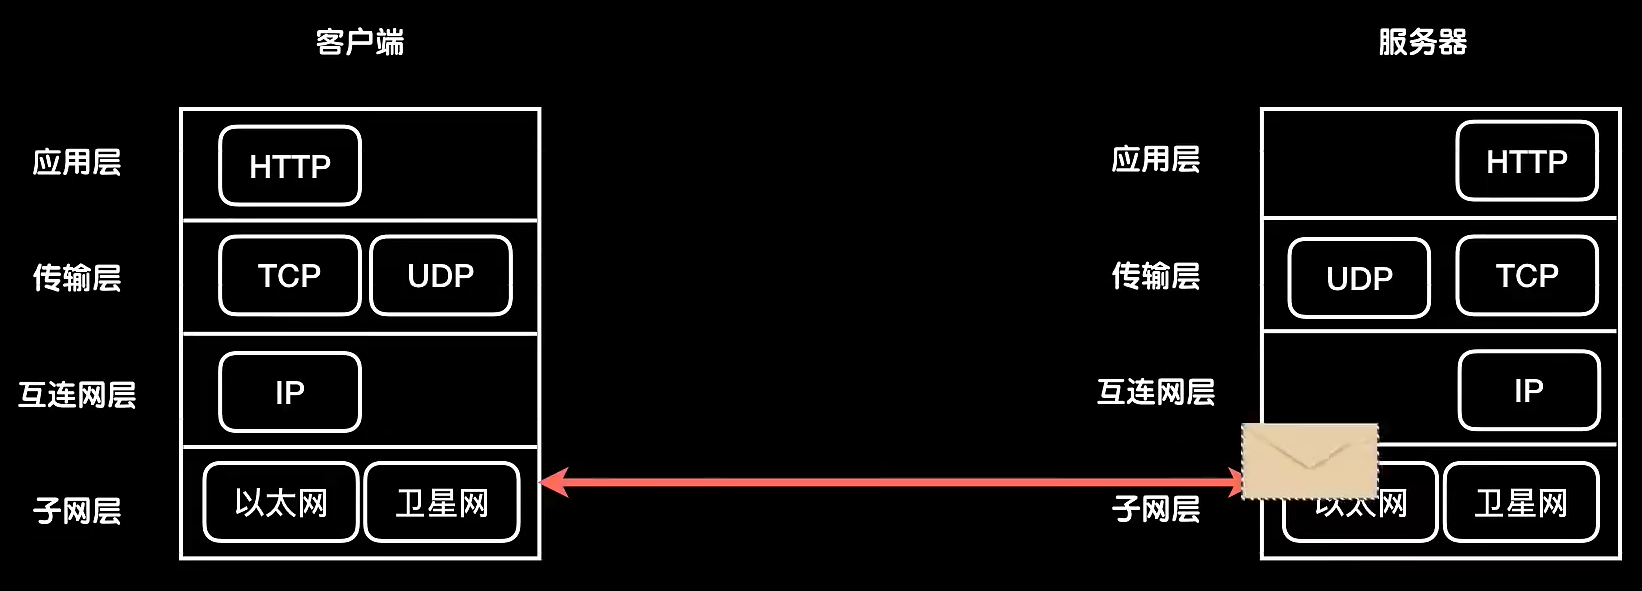 客户端
应用层
HTTP
传输层
TCP
UDP
互连网层
IP
子网层
以太网
卫星网
服务器
应用层
HTTP
传输层
UDP
TCP
互连网层
IP
子网层
以太网
卫星网